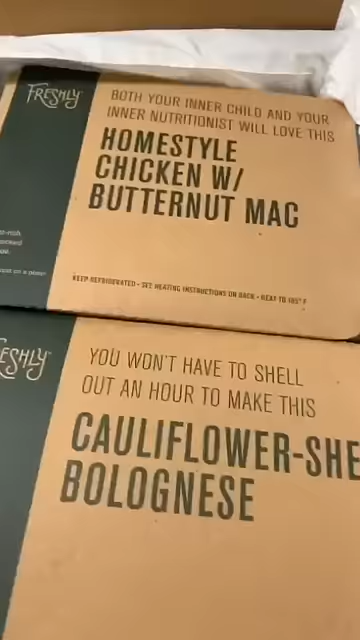 FRESHLY
BOTH YOUR INNER CHILD AND YOUR
INNER NUTRITIONIST WILL LOVE THIS
HOMESTYLE
CHICKEN W/
BUTTERNUT MAC
KEEP REFRIGERATED • SEE HEATING INSTRUCTIONS ON BACK • HEAT TO 165° F
ESHLY
YOU WON'T HAVE TO SHELL
OUT AN HOUR TO MAKE THIS
CAULIFLOWER-SHE
BOLOGNESE